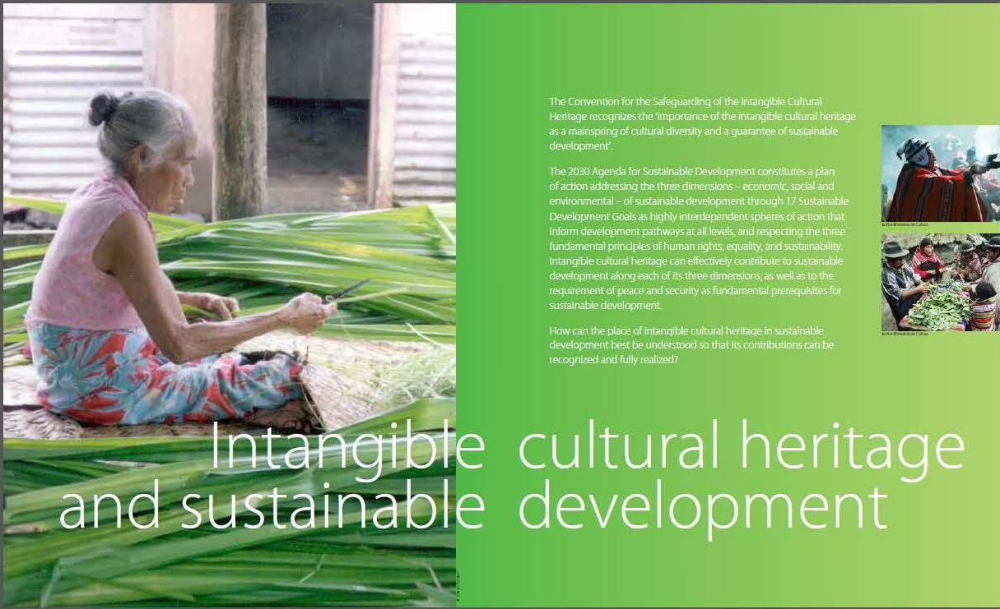 The Convention for the Safeguarding of the Intangible Cultural
Heritage recognizes the ‘importance of the intangible cultural heritage
as a mainspring of cultural diversity and a guarantee of sustainable
development’.
The 2030 Agenda for Sustainable Development constitutes a plan
of action addressing the three dimensions – economic, social and
environmental – of sustainable development through 17 Sustainable
Development Goals as highly interdependent spheres of action that
inform development pathways at all levels, and respecting the three
fundamental principles of human rights, equality, and sustainability.
Intangible cultural heritage can effectively contribute to sustainable
development along each of its three dimensions, as well as to the
requirement of peace and security as fundamental prerequisites for
sustainable development.
How can the place of intangible cultural heritage in sustainable
development best be understood so that its contributions can be
recognized and fully realized?
Intangible cultural heritage
and sustainable development